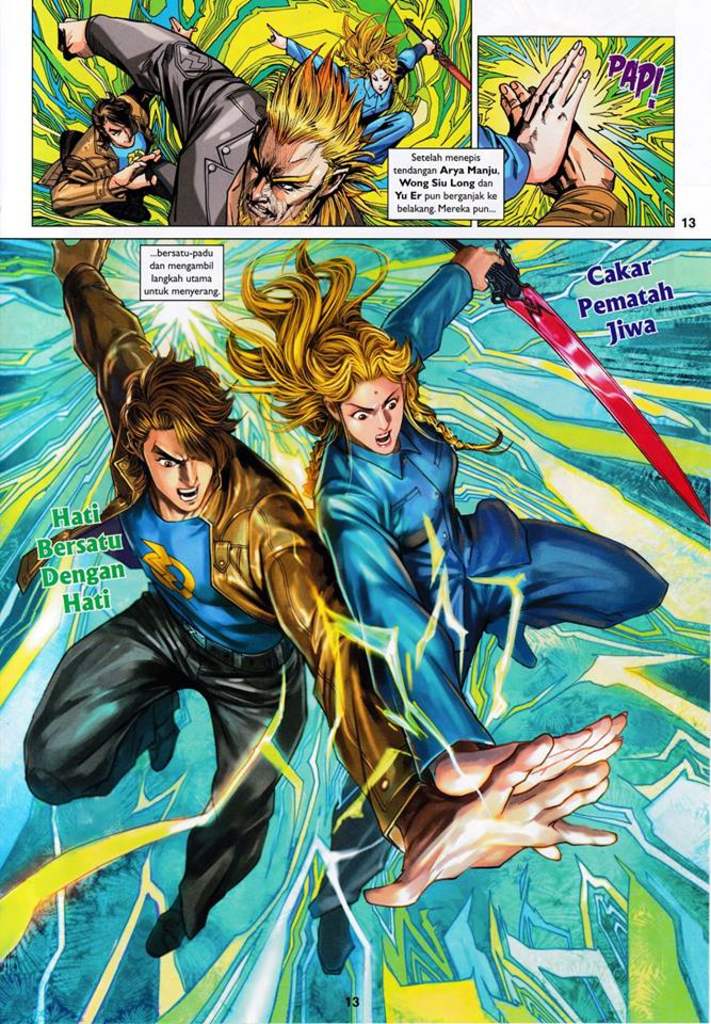 PAP!
Setelah menepis
tendangan Arya Manju,
Wong Siu Long dan
Yu Er pun berganjak ke
belakang. Mereka pun...
13
...bersatu-padu
dan mengambil
langkah utama
untuk menyerang.
Cakar
Pematah
Jiwa
Hati
Bersatu
Dengan
Hati
13